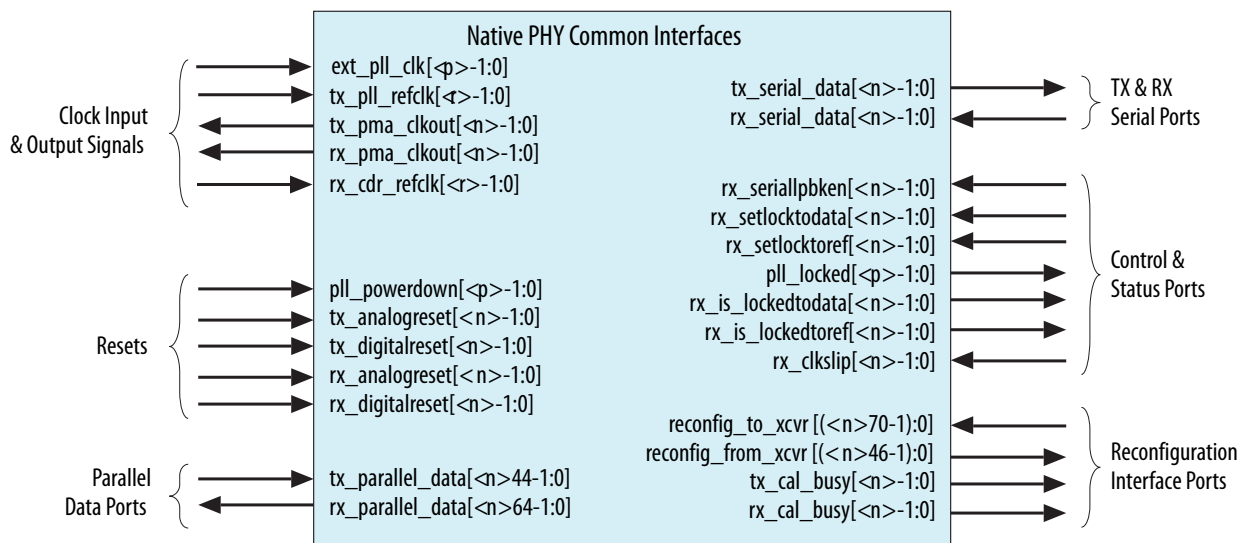 Native PHY Common Interfaces
Clock Input
& Output Signals
ext_pll_clk[<p>-1:0]
tx_pll_refclk[<r>-1:0]
tx_pma_clkout[<n>-1:0]
rx_pma_clkout[<n>-1:0]
rx_cdr_refclk[<r>-1:0]
Resets
pll_powerdown[<p>-1:0]
tx_analogreset[<n>-1:0]
tx_digitalreset[<n>-1:0]
rx_analogreset[<n>-1:0]
rx_digitalreset[<n>-1:0]
Parallel
Data Ports
tx_parallel_data[<n>44-1:0]
rx_parallel_data[<n>64-1:0]
tx_serial_data[<n>-1:0]
rx_serial_data[<n>-1:0]
TX & RX
Serial Ports
rx_seriallpbken[<n>-1:0]
rx_setlocktodata[<n>-1:0]
rx_setlocktoref[<n>-1:0]
pll_locked[<p>-1:0]
rx_is_lockedtodata[<n>-1:0]
rx_is_lockedtoref[<n>-1:0]
rx_clkslip[<n>-1:0]
Control &
Status Ports
reconfig_to_xcvr [(<n>70-1):0]
reconfig_from_xcvr [(<n>46-1):0]
tx_cal_busy[<n>-1:0]
rx_cal_busy[<n>-1:0]
Reconfiguration
Interface Ports